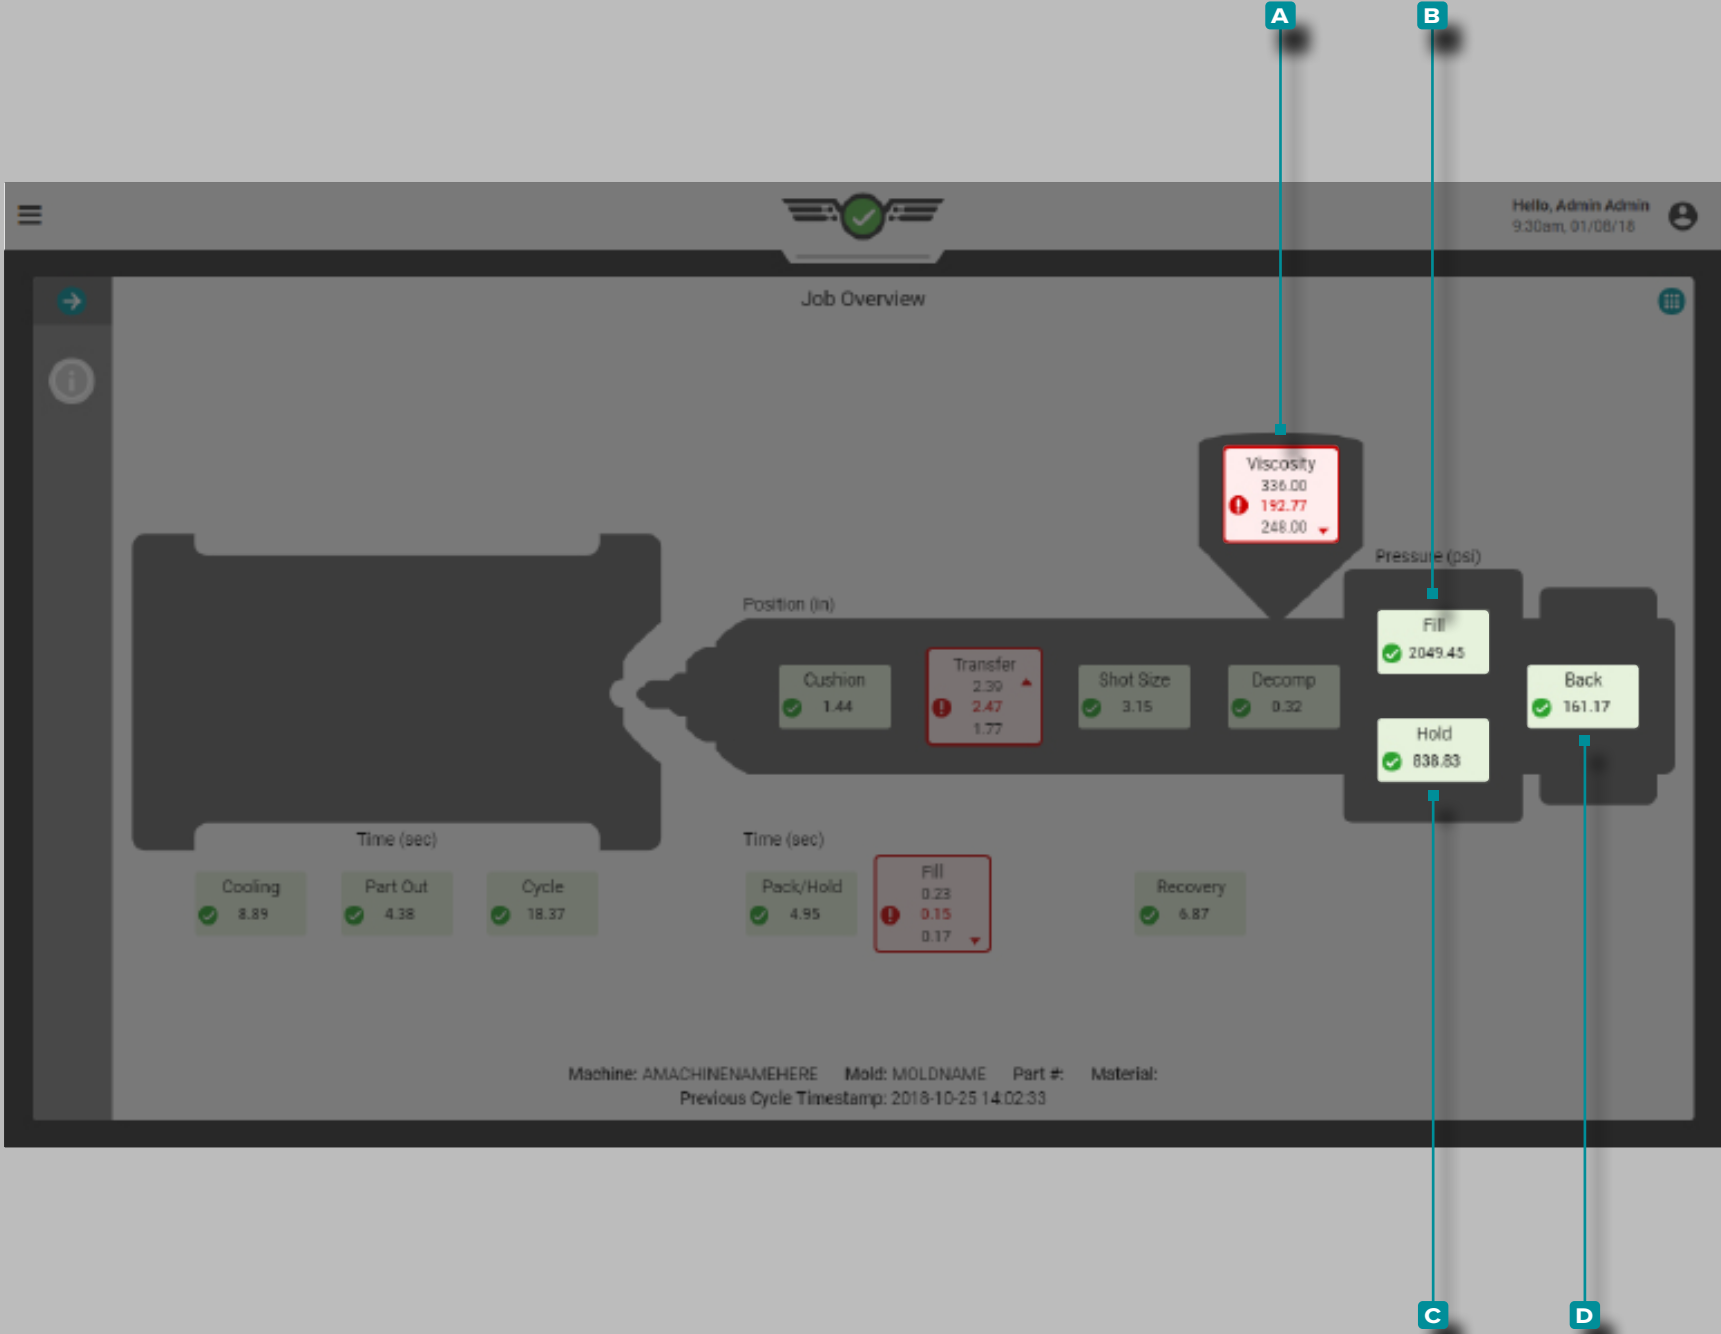 A
B
Hello, Admin Admin
9:30am, 01/08/18
Job Overview
Viscosity
336.00
192.77
248.00
Pressure (psi)
Position (in)
Fill
2049.45
Transfer
2.39
2.47
1.77
Cushion
1.44
Shot Size
3.15
Decomp
0.32
Back
161.17
Hold
838.83
Time (sec)
Time (sec)
Cooling
8.89
Part Out
4.38
Cycle
18.37
Pack/Hold
4.95
Fill
0.23
0.15
0.17
Recovery
6.87
Machine: AMACHINENAMEHERE Mold: MOLDNAME Part #: Material:
Previous Cycle Timestamp: 2018-10-25 14:02:33
C
D